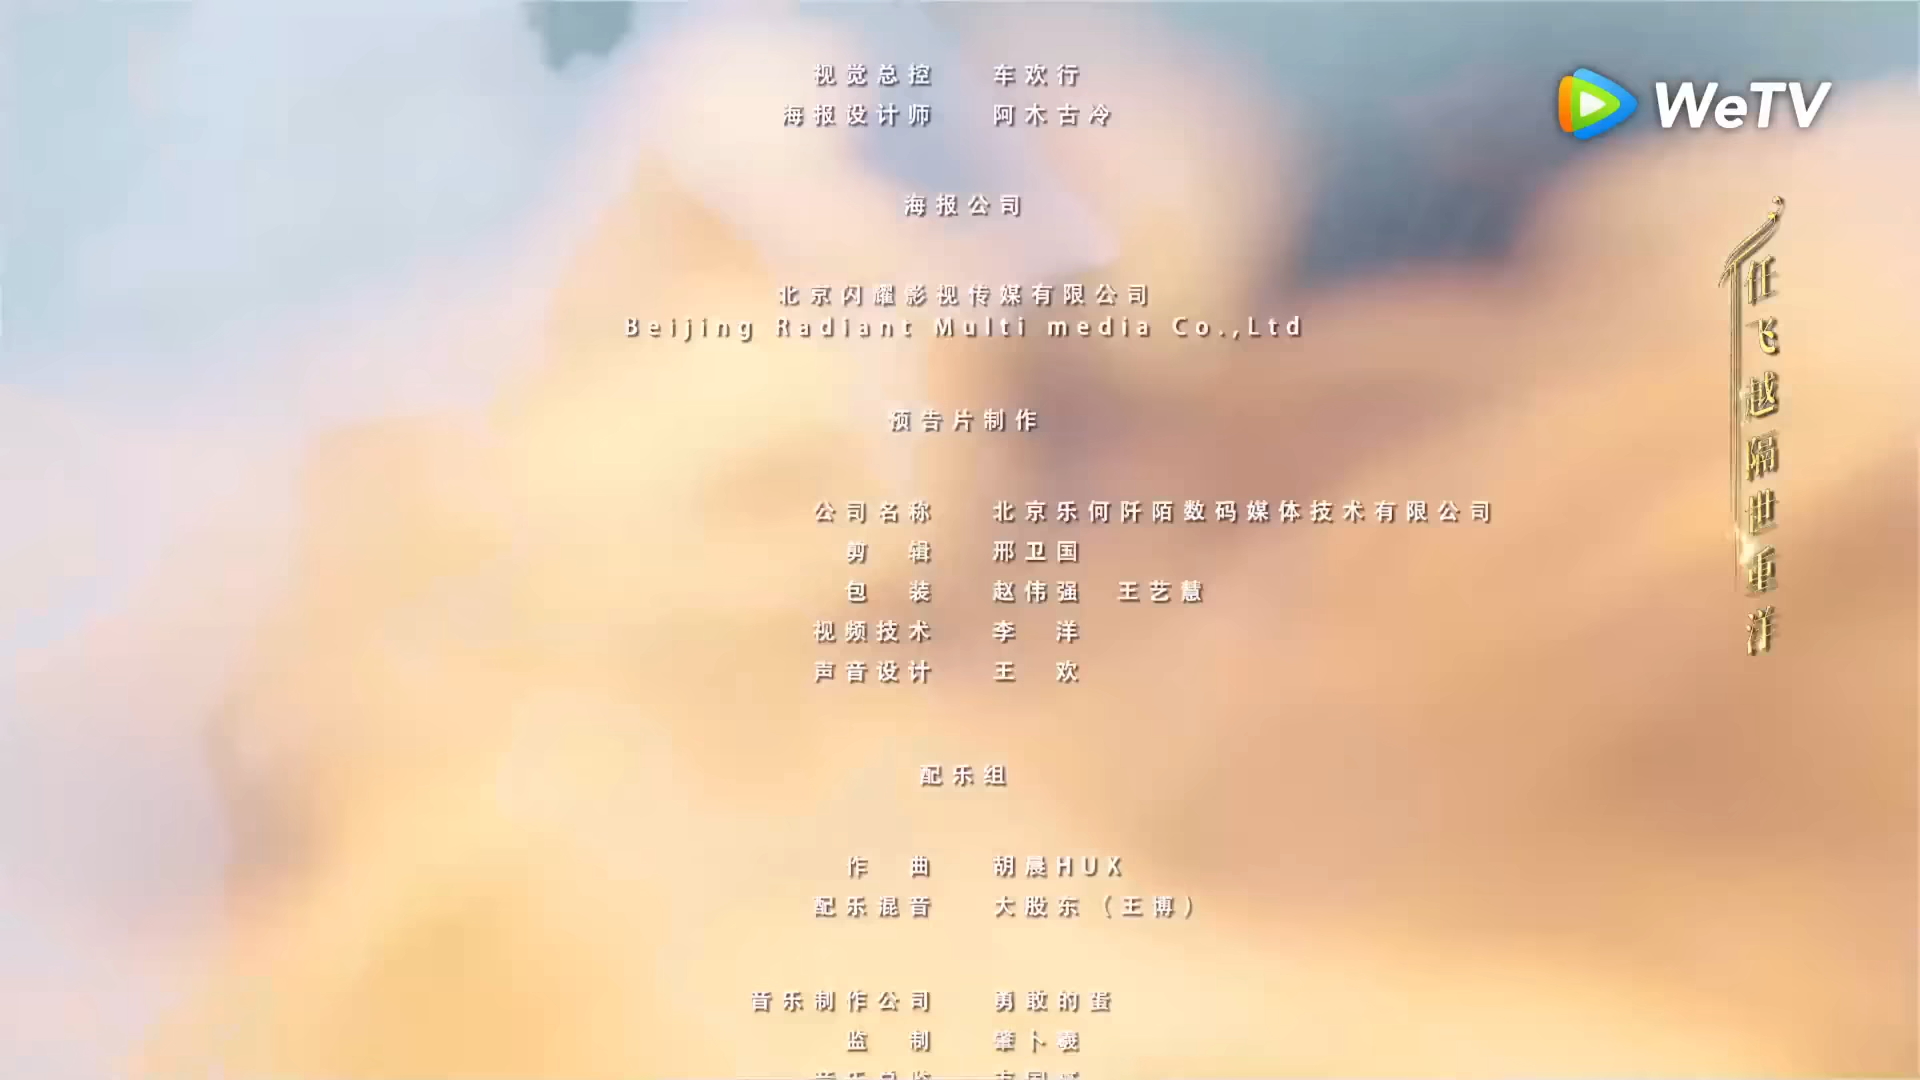 视觉总控 车欢行
海报设计师 阿木古冷
WeTV
海报公司
北京闪耀影视传媒有限公司
Beijing Radiant Multi media Co.,Ltd
任飞越隔世重洋
预告片制作
公司名称 北京乐何阡陌数码媒体技术有限公司
剪辑 邢卫国
包装 赵伟强 王艺慧
视频技术 李洋
声音设计 王欢
配乐组
作曲 胡晨HUX
配乐混音 大股东（王博）
音乐制作公司 勇敢的蛋
监制 肇卜羲